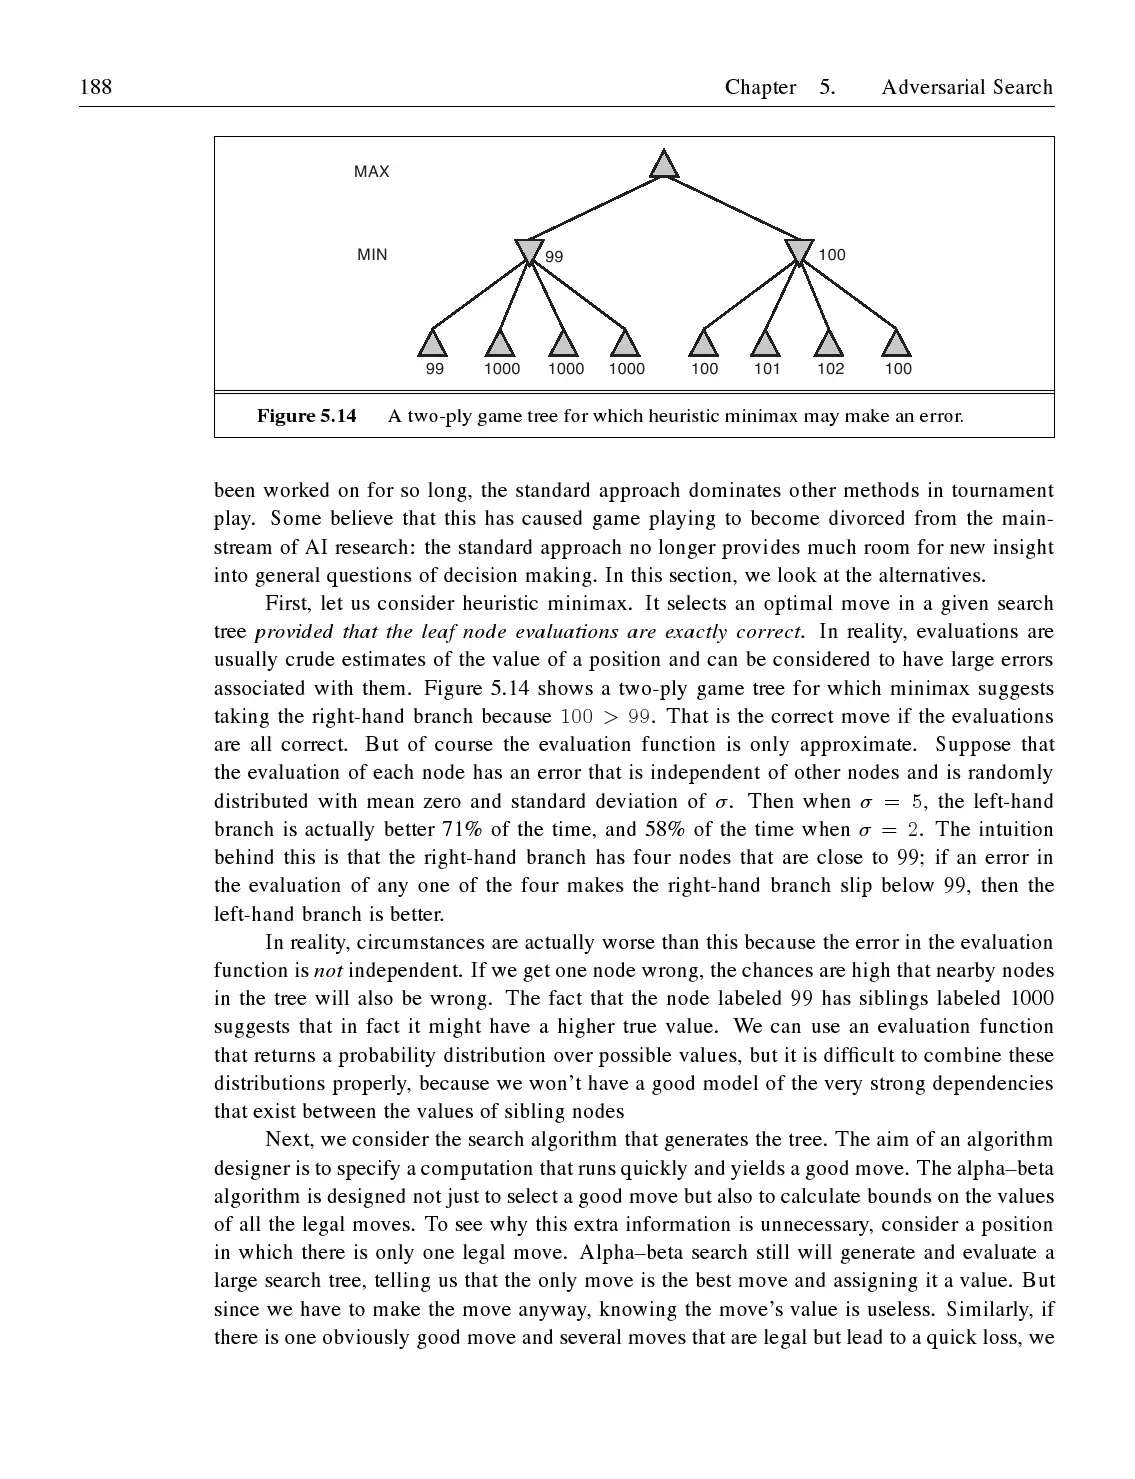 188 Chapter 5. Adversarial Search
MAX
MIN 99 100
99 1000 1000 1000 100 101 102 100
Figure 5.14 A two-ply game tree for which heuristic minimax may make an error.
been worked on for so long, the standard approach dominates other methods in tournament
play. Some believe that this has caused game playing to become divorced from the main-
stream of AI research: the standard approach no longer provides much room for new insight
into general questions of decision making. In this section, we look at the alternatives.
First, let us consider heuristic minimax. It selects an optimal move in a given search
tree provided that the leaf node evaluations are exactly correct. In reality, evaluations are
usually crude estimates of the value of a position and can be considered to have large errors
associated with them. Figure 5.14 shows a two-ply game tree for which minimax suggests
taking the right-hand branch because 100 > 99. That is the correct move if the evaluations
are all correct. But of course the evaluation function is only approximate. Suppose that
the evaluation of each node has an error that is independent of other nodes and is randomly
distributed with mean zero and standard deviation of σ. Then when σ = 5, the left-hand
branch is actually better 71% of the time, and 58% of the time when σ = 2. The intuition
behind this is that the right-hand branch has four nodes that are close to 99; if an error in
the evaluation of any one of the four makes the right-hand branch slip below 99, then the
left-hand branch is better.
In reality, circumstances are actually worse than this because the error in the evaluation
function is not independent. If we get one node wrong, the chances are high that nearby nodes
in the tree will also be wrong. The fact that the node labeled 99 has siblings labeled 1000
suggests that in fact it might have a higher true value. We can use an evaluation function
that returns a probability distribution over possible values, but it is difficult to combine these
distributions properly, because we won't have a good model of the very strong dependencies
that exist between the values of sibling nodes
Next, we consider the search algorithm that generates the tree. The aim of an algorithm
designer is to specify a computation that runs quickly and yields a good move. The alpha–beta
algorithm is designed not just to select a good move but also to calculate bounds on the values
of all the legal moves. To see why this extra information is unnecessary, consider a position
in which there is only one legal move. Alpha–beta search still will generate and evaluate a
large search tree, telling us that the only move is the best move and assigning it a value. But
since we have to make the move anyway, knowing the move's value is useless. Similarly, if
there is one obviously good move and several moves that are legal but lead to a quick loss, we